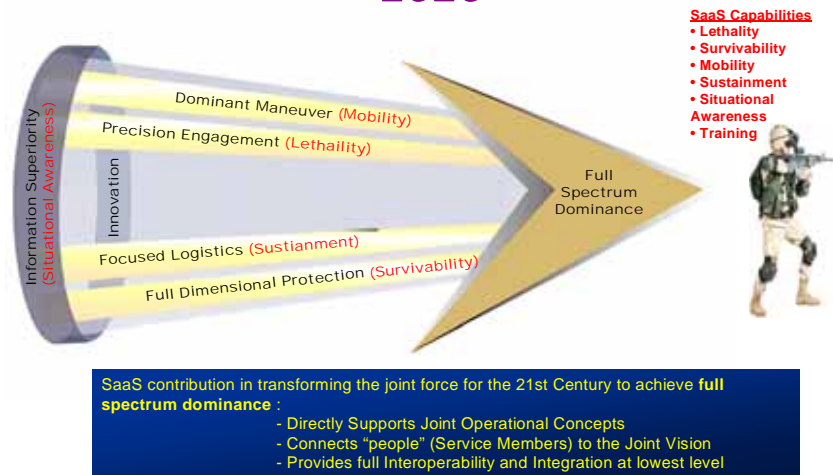 SaaS Capabilities
• Lethality
• Survivability
• Mobility
• Sustainment
• Situational
Awareness
• Training
Information Superiority
(Situational Awareness)
Innovation
Dominant Maneuver (Mobility)
Precision Engagement (Lethaility)
Focused Logistics (Sustianment)
Full Dimensional Protection (Survivability)
Full
Spectrum
Dominance
SaaS contribution in transforming the joint force for the 21st Century to achieve full
spectrum dominance :
- Directly Supports Joint Operational Concepts
- Connects “people” (Service Members) to the Joint Vision
- Provides full Interoperability and Integration at lowest level